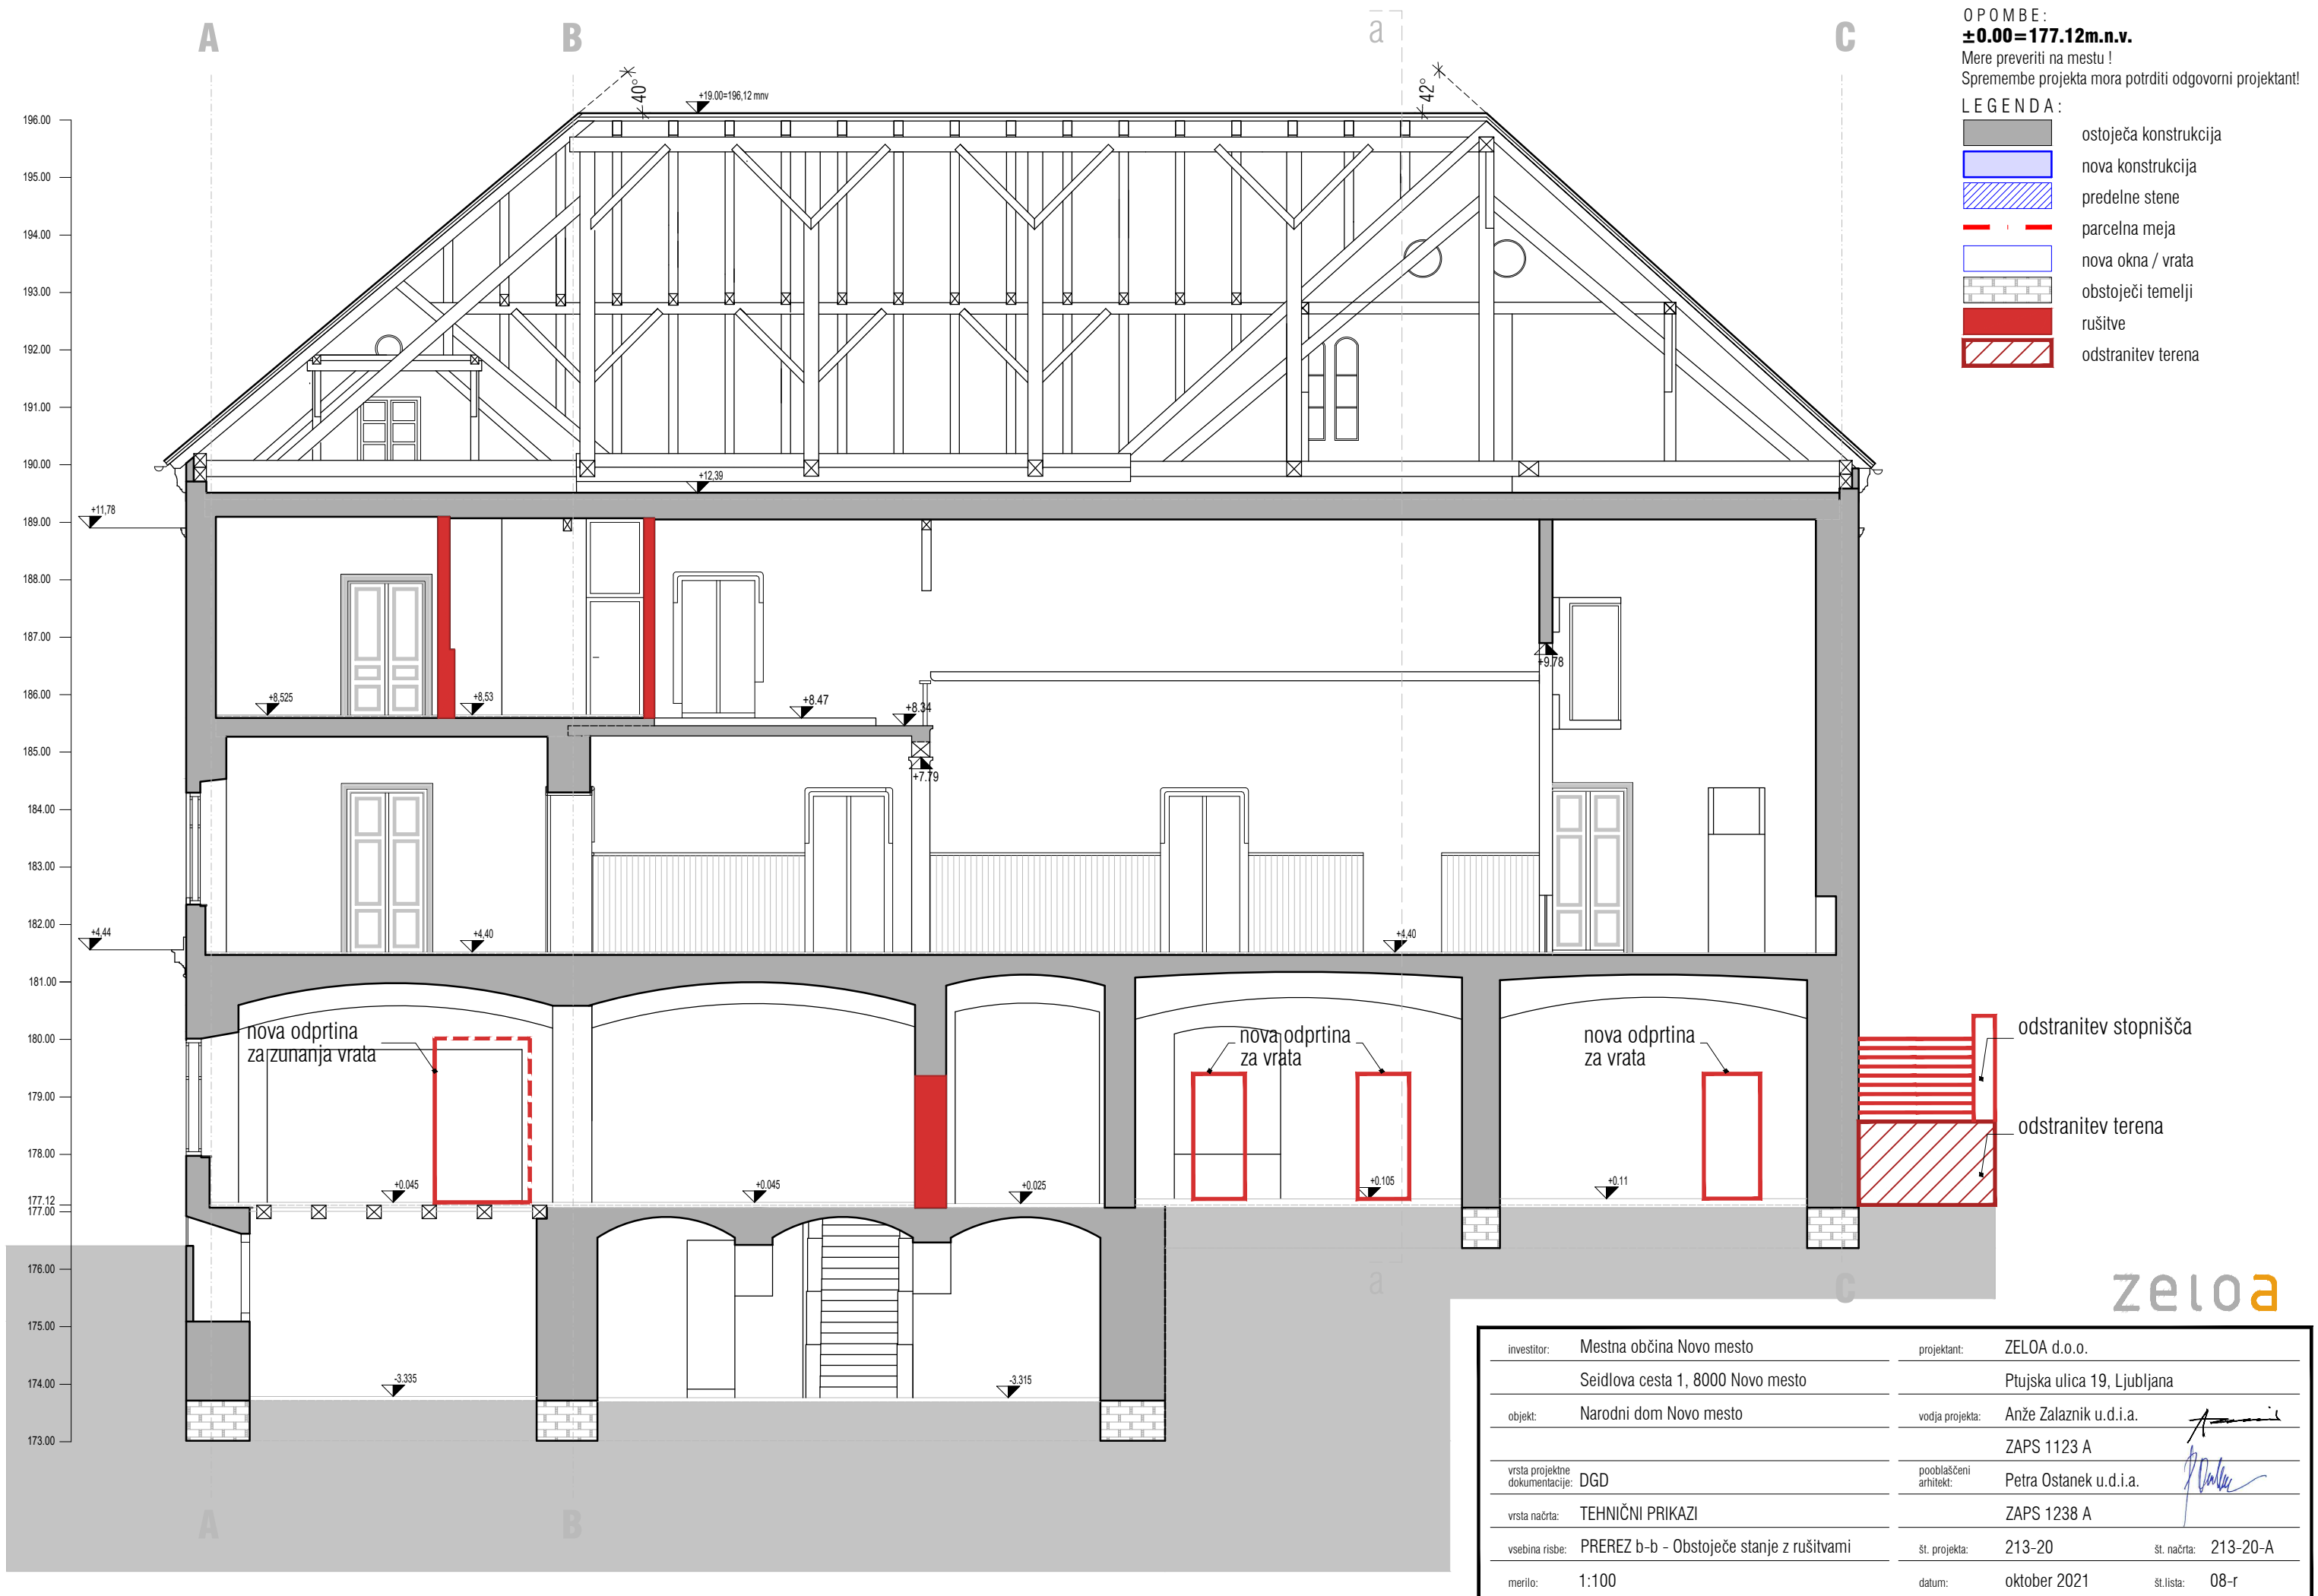 A
B
a
C
OPOMBE:
±0.00=177.12m.n.v.
Mere preveriti na mestu !
Spremembe projekta mora potrditi odgovorni projektant!
LEGENDA:
ostoječa konstrukcija
nova konstrukcija
predelne stene
parcelna meja
nova okna / vrata
obstoječi temelji
rušitve
odstranitev terena
40°
+19.00=196,12 mnv
42°
196.00
195.00
194.00
193.00
192.00
191.00
190.00
189.00
188.00
187.00
186.00
185.00
184.00
183.00
182.00
181.00
180.00
179.00
178.00
177.12
177.00
176.00
175.00
174.00
173.00
+12,39
+11,78
+9.78
+8,525
+8,53
+8.47
+8.34
+7.79
+4,44
+4,40
+4,40
nova odprtina
za zunanja vrata
nova odprtina
za vrata
nova odprtina
za vrata
odstranitev stopnišča
odstranitev terena
+0.045
+0.045
+0.025
+0.105
+0.11
-3.335
-3.315
a
C
A
B
zeloa
investitor: Mestna občina Novo mesto
Seidlova cesta 1, 8000 Novo mesto
objekt: Narodni dom Novo mesto
vrsta projektne
dokumentacije: DGD
vrsta načrta: TEHNIČNI PRIKAZI
vsebina risbe: PREREZ b-b - Obstoječe stanje z rušitvami
merilo: 1:100
projektant: ZELOA d.o.o.
Ptujska ulica 19, Ljubljana
vodja projekta: Anže Zalaznik u.d.i.a.
ZAPS 1123 A
pooblaščeni
arhitekt: Petra Ostanek u.d.i.a.
ZAPS 1238 A
št. projekta: 213-20 št. načrta: 213-20-A
datum: oktober 2021 št.lista: 08-r